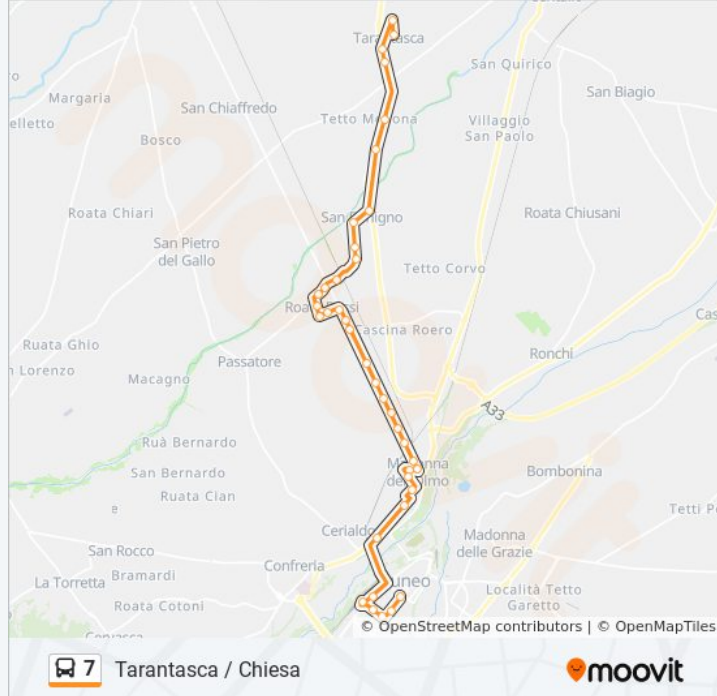 Tarantasca
San Quirico
Margaria
San Biagio
San Chiaffredo
Tetto Mellona
Villaggio
San Paolo
Bosco
Roata Chiari
Roata Chiusani
San Pietro
del Gallo
Tetto Corvo
Cascina Roero
Ruata Ghio
Passatore
Ronchi
n Lorenzo
Macagno
A33
Ruà Bernardo
San Bernardo
Bombonina
Ruata Cian
Tetti P
Cerialdo
Madonna
delle Grazie
San Rocco
Confreria
Bramardi
La Torretta
Località Tetto
Garetto
Roata Cotoni
© OpenStreetMap contributors | © OpenMapTiles
7 Tarantasca / Chiesa
moovit